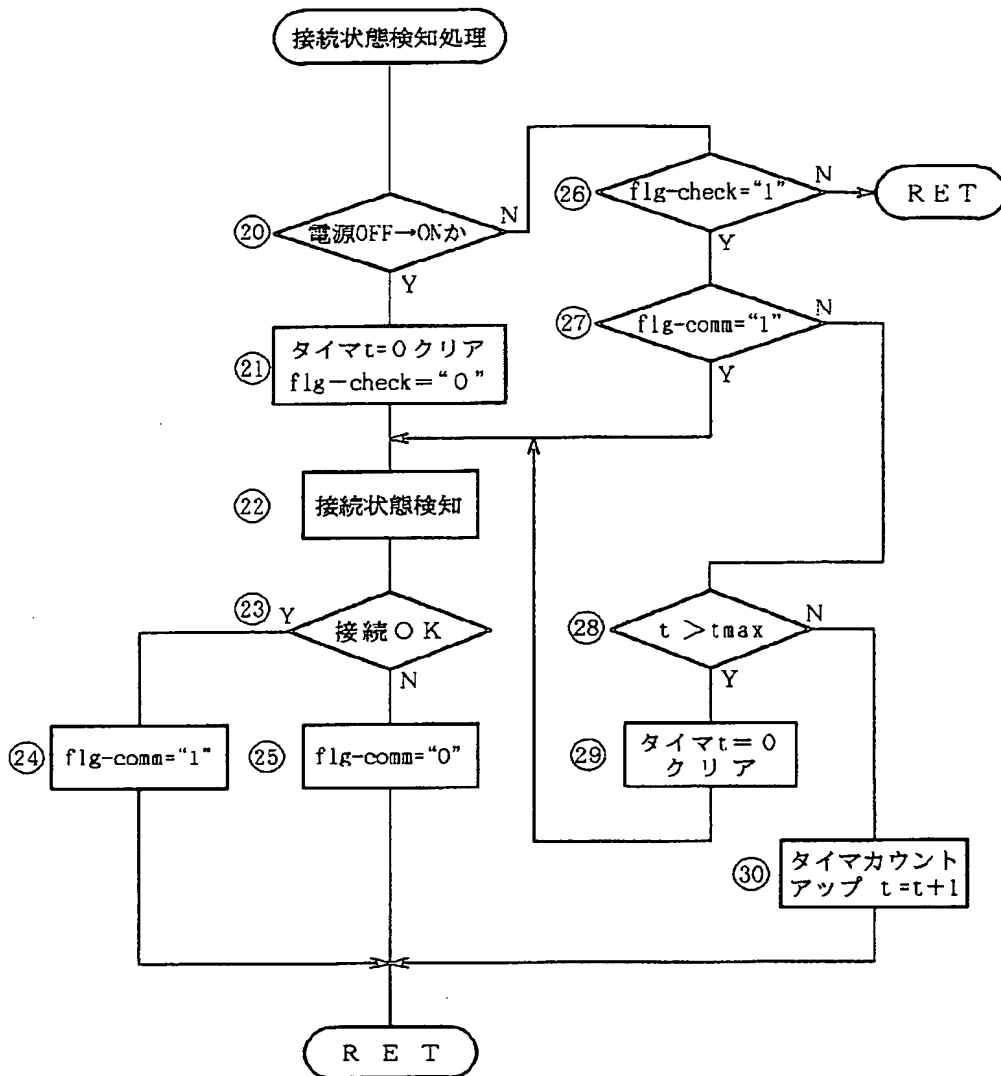 接続状態検知処理
⑳
電源OFF→ONか
N
Y
㉑
タイマt=0クリア
flg-check="0"
㉒
接続状態検知
㉓
Y
接続OK
N
㉔
flg-comm="1"
㉕
flg-comm="0"
㉖
flg-check="1"
N
RET
Y
㉗
flg-comm="1"
N
Y
㉘
t >tmax
N
Y
㉙
タイマt=0
クリア
㉚
タイマカウント
アップ t=t+1
RET